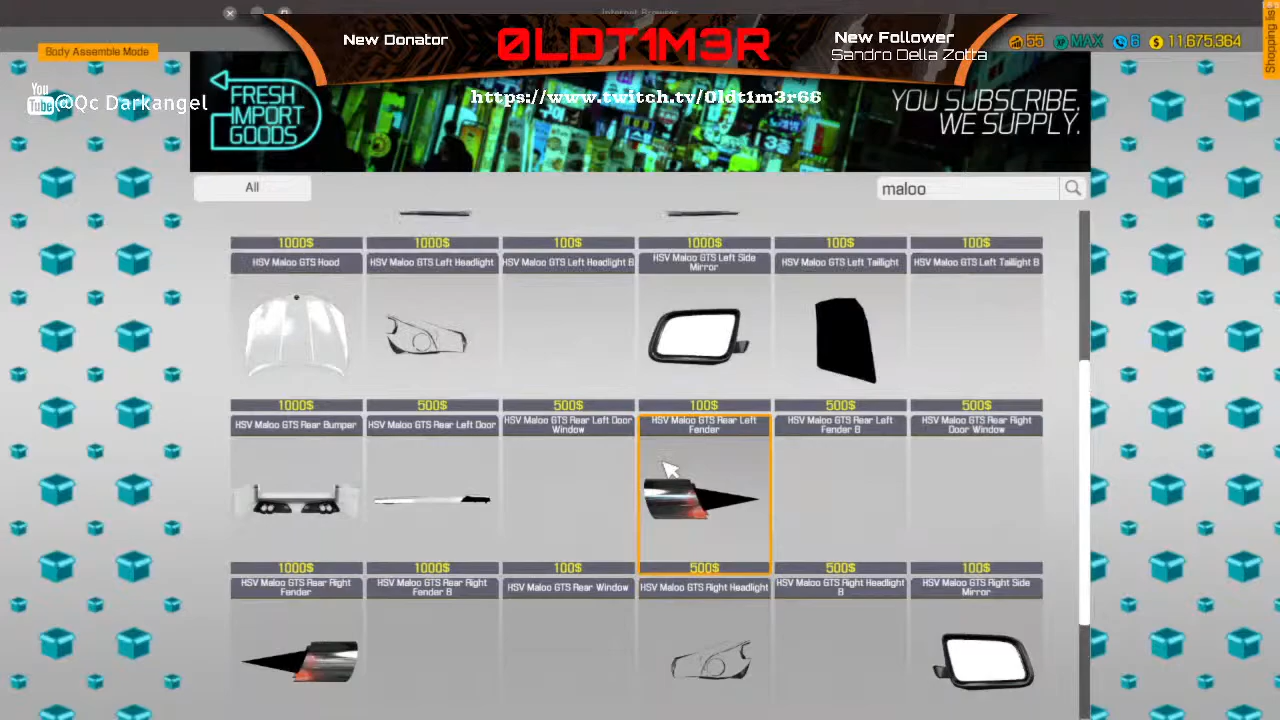 Internet Browser
Body Assemble Mode
New Donator
0LDT1M3R
New Follower
Sandro Della Zotta
55
XP MAX
6
$ 11,675,364
Shopping list
You
Tube @Qc Darkangel
https://www.twitch.tv/0ldt1m3r66
FRESH
IMPORT
GOODS
YOU SUBSCRIBE,
WE SUPPLY.
All
maloo
1000$ 1000$ 100$ 1000$ 100$ 100$
HSV Maloo GTS Hood
HSV Maloo GTS Left Headlight
HSV Maloo GTS Left Headlight B
HSV Maloo GTS Left Side
Mirror
HSV Maloo GTS Left Taillight
HSV Maloo GTS Left Taillight B
1000$ 500$ 500$ 100$ 500$ 500$
HSV Maloo GTS Rear Bumper
HSV Maloo GTS Rear Left Door
HSV Maloo GTS Rear Left Door
Window
HSV Maloo GTS Rear Left
Fender
HSV Maloo GTS Rear Left
Fender B
HSV Maloo GTS Rear Right
Door Window
1000$ 1000$ 100$ 500$ 500$ 100$
HSV Maloo GTS Rear Right
Fender
HSV Maloo GTS Rear Right
Fender B
HSV Maloo GTS Rear Window
HSV Maloo GTS Right Headlight
HSV Maloo GTS Right Headlight
B
HSV Maloo GTS Right Side
Mirror